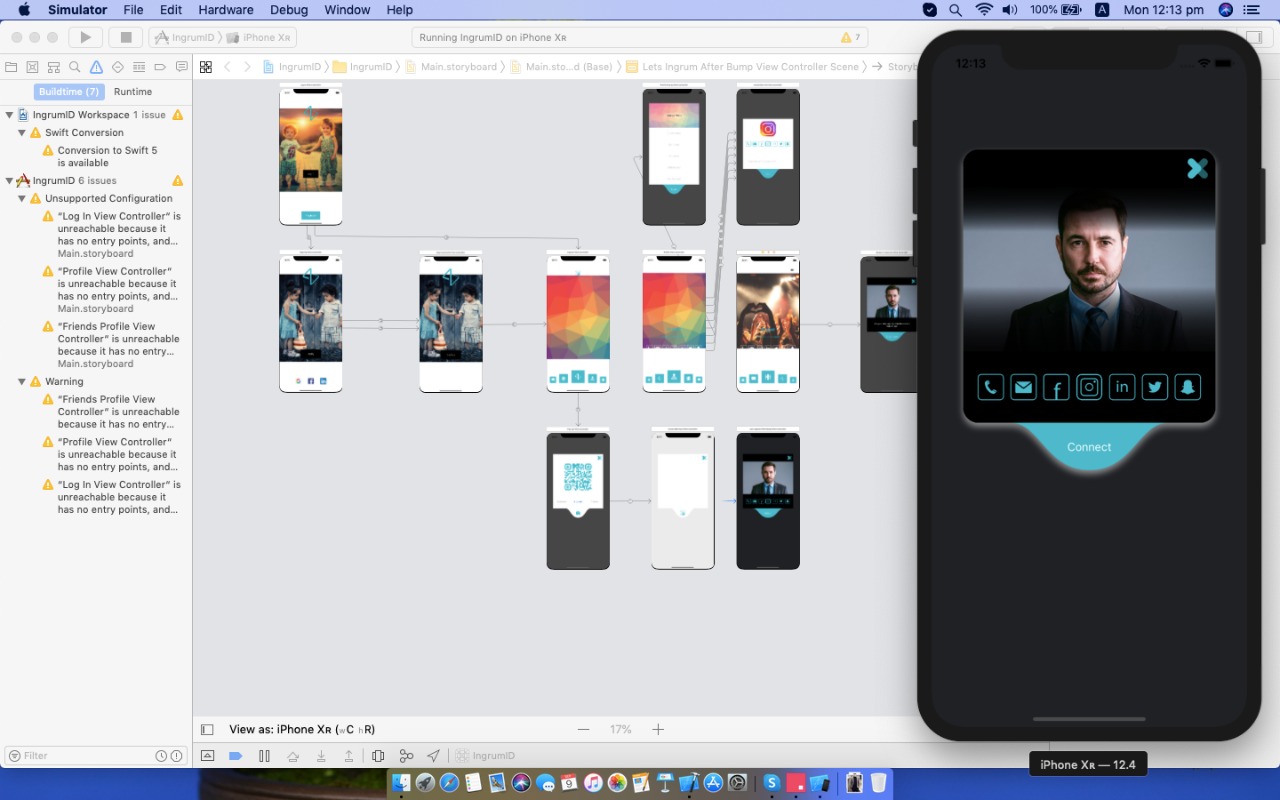 Simulator File Edit Hardware Debug Window Help
100% A Mon 12:13 pm
IngrumID iPhone XR
Running IngrumID on iPhone XR
7
IngrumID IngrumID Main.storyboard Main.sto...d (Base) Lets Ingrum After Bump View Controller Scene Storyb
Buildtime (7) Runtime
IngrumID Workspace 1 issue
Swift Conversion
Conversion to Swift 5
is available
IngrumID 6 issues
Unsupported Configuration
“Log In View Controller” is
unreachable because it
has no entry points, and...
Main.storyboard
“Profile View Controller”
is unreachable because it
has no entry points, an...
Main.storyboard
“Friends Profile View
Controller” is unreachable
because it has no entry...
Main.storyboard
Warning
“Friends Profile View
Controller” is unreachable
because it has no entry...
“Profile View Controller”
is unreachable because it
has no entry points, an...
“Log In View Controller” is
unreachable because it
has no entry points, and...
Filter
View as: iPhone XR (wC hR)
17%
IngrumID
12:13
in
Connect
iPhone XR — 12.4
9